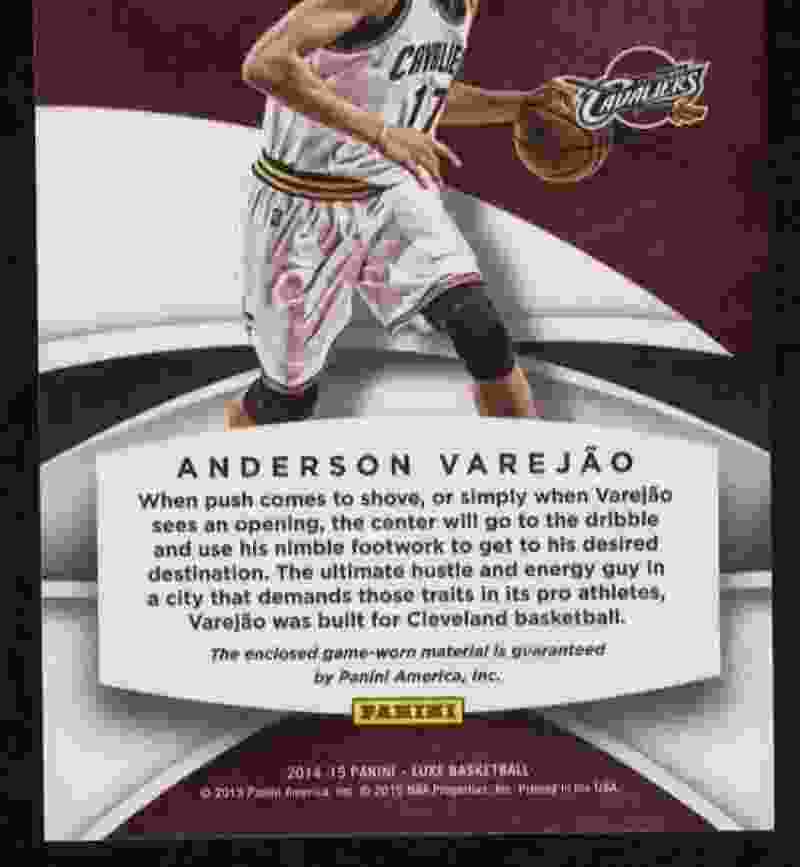 CAVALIE
17
CAVALIERS
ANDERSON VAREJÃO
When push comes to shove, or simply when Varejão
sees an opening, the center will go to the dribble
and use his nimble footwork to get to his desired
destination. The ultimate hustle and energy guy in
a city that demands those traits in its pro athletes,
Varejão was built for Cleveland basketball.
The enclosed game-worn material is guaranteed
by Panini America, Inc.
PANINI
2014-15 PANINI - LUXE BASKETBALL
© 2015 Panini America, Inc. © 2015 NBA Properties, Inc. Printed in the USA.